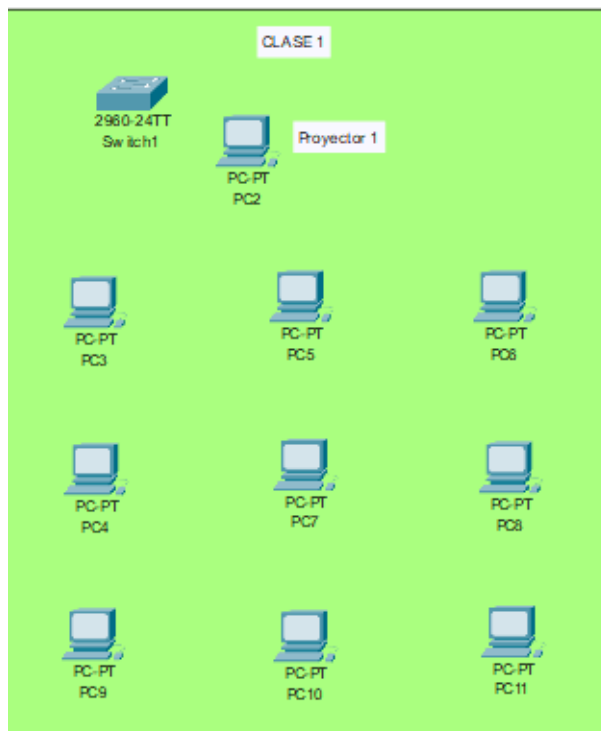 CLASE 1
2960-24TT
Switch1
Proyector 1
PC-PT
PC2
PC-PT
PC3
PC-PT
PC5
PC-PT
PC6
PC-PT
PC4
PC-PT
PC7
PC-PT
PC8
PC-PT
PC9
PC-PT
PC10
PC-PT
PC11